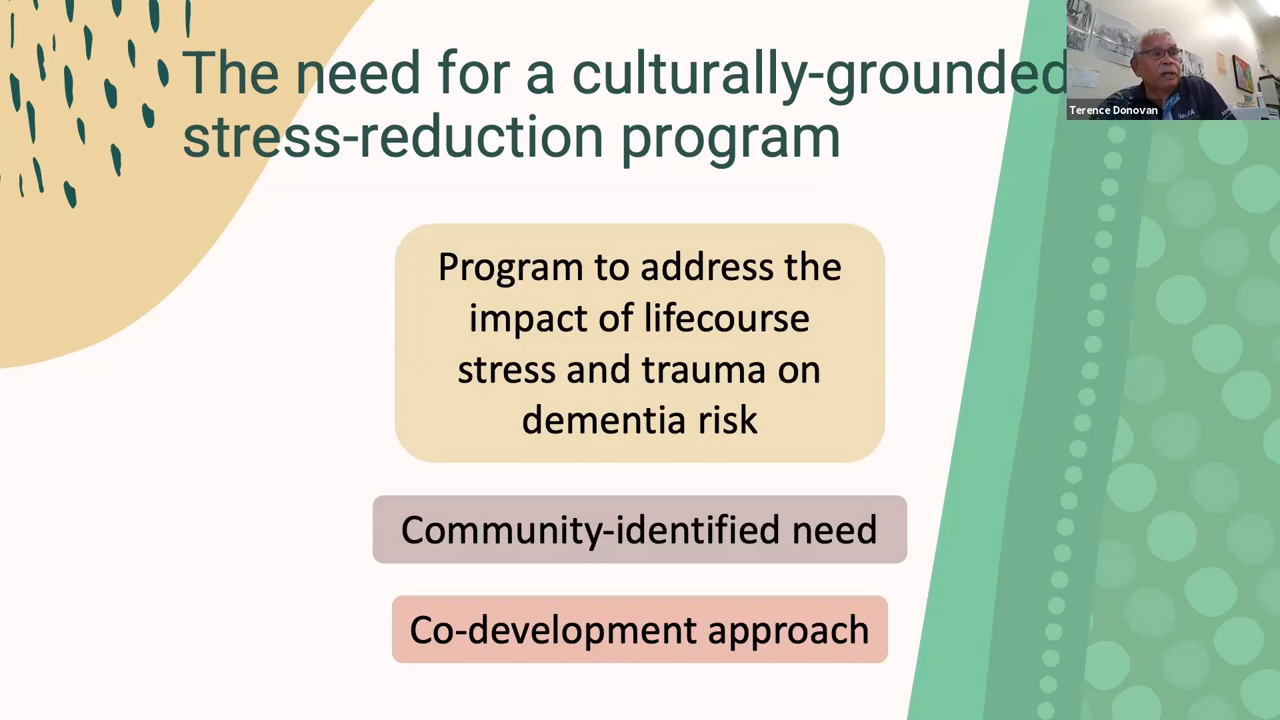 The need for a culturally-grounded
stress-reduction program
Terence Donovan
Program to address the
impact of lifecourse
stress and trauma on
dementia risk
Community-identified need
Co-development approach